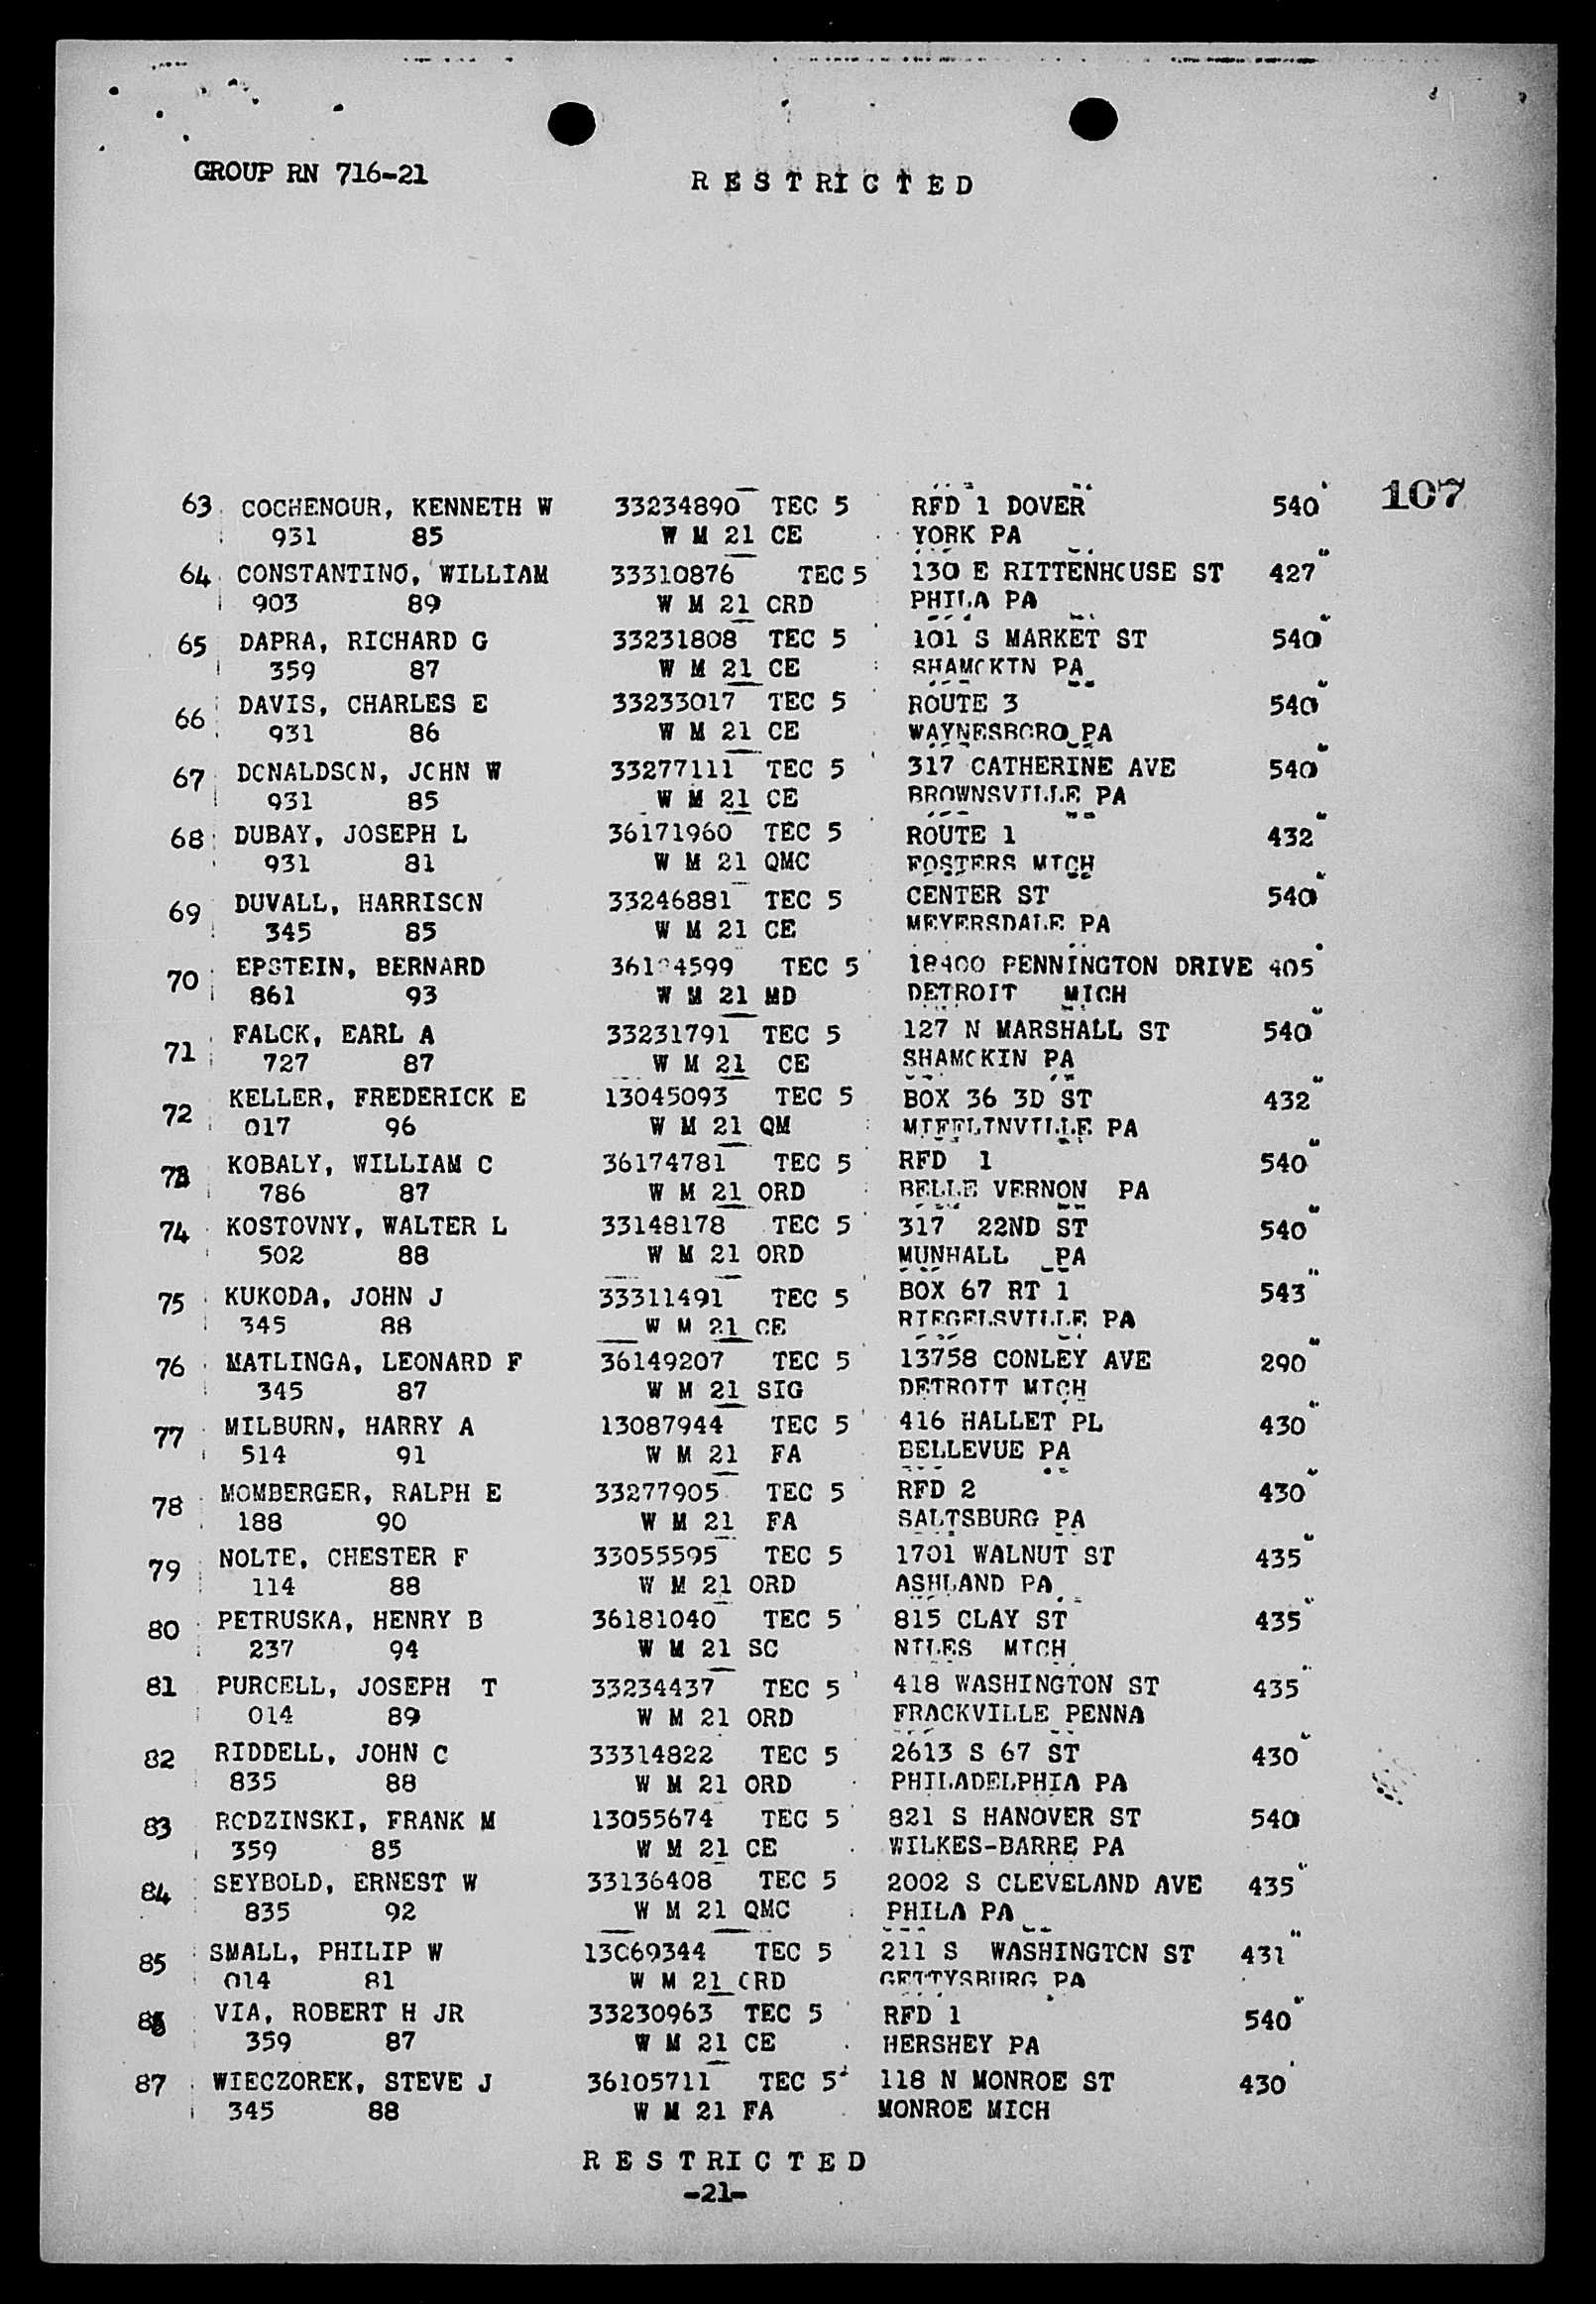 GROUP RN 716-21
R E S T R I C T E D
63 COCHENOUR, KENNETH W 33234890 TEC 5 RFD 1 DOVER 540 107
931 85 W M 21 CE YORK PA
64 CONSTANTINO, WILLIAM 33310876 TEC 5 130 E RITTENHOUSE ST 427
903 89 W M 21 ORD PHILA PA
65 DAPRA, RICHARD G 33231808 TEC 5 101 S MARKET ST 540
359 87 W M 21 CE SHAMOKIN PA
66 DAVIS, CHARLES E 33233017 TEC 5 ROUTE 3 540
931 86 W M 21 CE WAYNESBORO PA
67 DONALDSON, JOHN W 33277111 TEC 5 317 CATHERINE AVE 540
931 85 W M 21 CE BROWNSVILLE PA
68 DUBAY, JOSEPH L 36171960 TEC 5 ROUTE 1 432
931 81 W M 21 QMC FOSTERS MICH
69 DUVALL, HARRISON 33246881 TEC 5 CENTER ST 540
345 85 W M 21 CE MEYERSDALE PA
70 EPSTEIN, BERNARD TEC 5 18400 PENNINGTON DRIVE 405
861 93 W M 21 MD DETROIT MICH
71 FALCK, EARL A 33231791 TEC 5 127 N MARSHALL ST 540
727 87 W M 21 CE SHAMOKIN PA
72 KELLER, FREDERICK E 13045093 TEC 5 BOX 36 3D ST 432
017 96 W M 21 QM MIFFLINVILLE PA
73 KOBALY, WILLIAM C 36174781 TEC 5 RFD 1 540
786 87 W M 21 ORD BELLE VERNON PA
74 KOSTOVNY, WALTER L 33148178 TEC 5 317 22ND ST 540
502 88 W M 21 ORD MUNHALL PA
75 KUKODA, JOHN J 33311491 TEC 5 BOX 67 RT 1 543
345 88 W M 21 CE RIEGELSVILLE PA
76 MATLINGA, LEONARD F 36149207 TEC 5 13758 CONLEY AVE 290
345 87 W M 21 SIG DETROIT MICH
77 MILBURN, HARRY A 13087944 TEC 5 416 HALLET PL 430
514 91 W M 21 FA BELLEVUE PA
78 MOMBERGER, RALPH E 33277905 TEC 5 RFD 2 430
188 90 W M 21 FA SALTSBURG PA
79 NOLTE, CHESTER F 33055595 TEC 5 1701 WALNUT ST 435
114 88 W M 21 ORD ASHLAND PA
80 PETRUSKA, HENRY B 36181040 TEC 5 815 CLAY ST 435
237 94 W M 21 SC NILES MICH
81 PURCELL, JOSEPH T 33234437 TEC 5 418 WASHINGTON ST 435
014 89 W M 21 ORD FRACKVILLE PENNA
82 RIDDELL, JOHN C 33314822 TEC 5 2613 S 67 ST 430
835 88 W M 21 ORD PHILADELPHIA PA
83 RODZINSKI, FRANK M 13055674 TEC 5 821 S HANOVER ST 540
359 85 W M 21 CE WILKES-BARRE PA
84 SEYBOLD, ERNEST W 33136408 TEC 5 2002 S CLEVELAND AVE 435
835 92 W M 21 QMC PHILA PA
85 SMALL, PHILIP W 13069344 TEC 5 211 S WASHINGTON ST 431
014 81 W M 21 ORD GETTYSBURG PA
86 VIA, ROBERT H JR 33230963 TEC 5 RFD 1 540
359 87 W M 21 CE HERSHEY PA
87 WIECZOREK, STEVE J 36105711 TEC 5 118 N MONROE ST 430
345 88 W M 21 FA MONROE MICH
R E S T R I C T E D
-21-